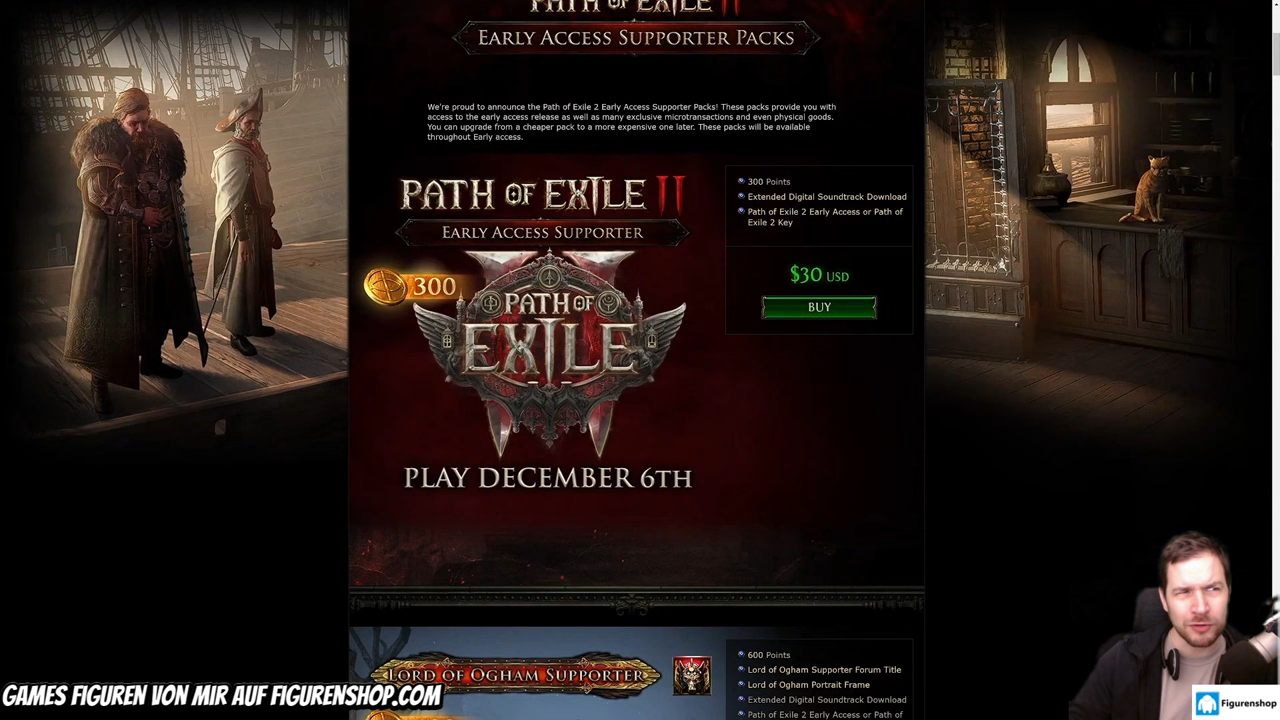 PATH OF EXILE II
EARLY ACCESS SUPPORTER PACKS
We're proud to announce the Path of Exile 2 Early Access Supporter Packs! These packs provide you with
access to the early access release as well as many exclusive microtransactions and even physical goods.
You can upgrade from a cheaper pack to a more expensive one later. These packs will be available
throughout Early access.
PATH OF EXILE II
EARLY ACCESS SUPPORTER
300
PATH OF
EXILE
PLAY DECEMBER 6TH
300 Points
Extended Digital Soundtrack Download
Path of Exile 2 Early Access or Path of
Exile 2 Key
$30 USD
BUY
LORD OF OGHAM SUPPORTER
600 Points
Lord of Ogham Supporter Forum Title
Lord of Ogham Portrait Frame
Extended Digital Soundtrack Download
Path of Exile 2 Early Access or Path of
GAMES FIGUREN VON MIR AUF FIGURENSHOP.COM
Figurenshop